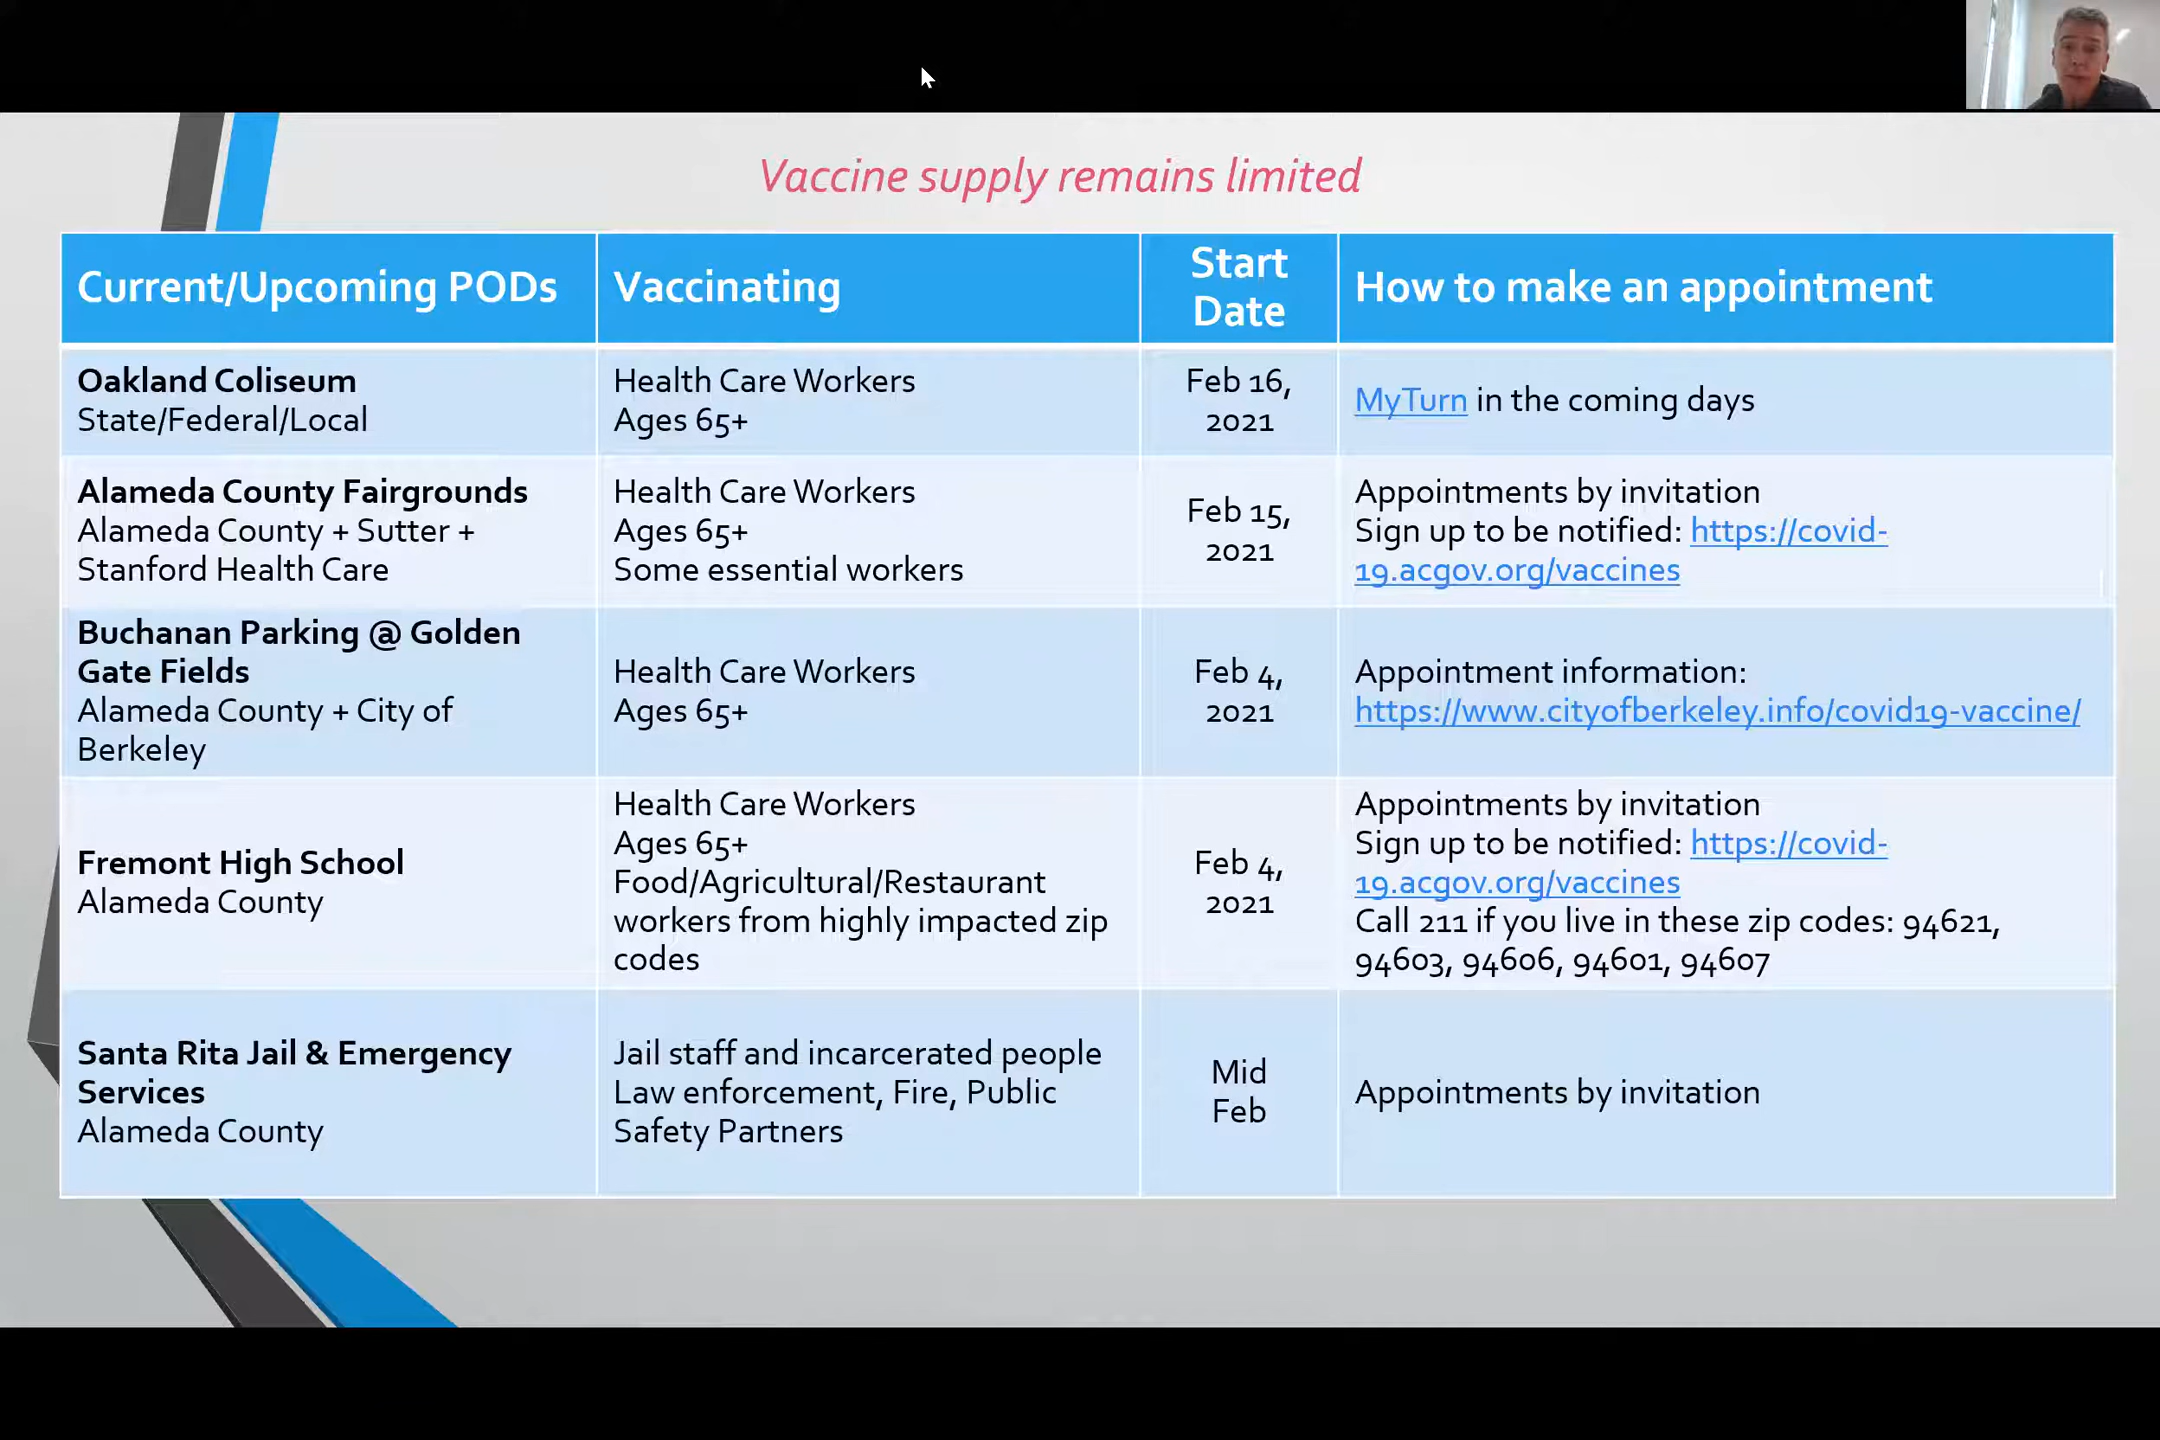 Vaccine supply remains limited
Current/Upcoming PODs
Vaccinating
Start
Date
How to make an appointment
Oakland Coliseum
State/Federal/Local
Health Care Workers
Ages 65+
Feb 16,
2021
MyTurn in the coming days
Alameda County Fairgrounds
Alameda County + Sutter +
Stanford Health Care
Health Care Workers
Ages 65+
Some essential workers
Feb 15,
2021
Appointments by invitation
Sign up to be notified: https://covid-
19.acgov.org/vaccines
Buchanan Parking @ Golden
Gate Fields
Alameda County + City of
Berkeley
Health Care Workers
Ages 65+
Feb 4,
2021
Appointment information:
https://www.cityofberkeley.info/covid19-vaccine/
Fremont High School
Alameda County
Health Care Workers
Ages 65+
Food/Agricultural/Restaurant
workers from highly impacted zip
codes
Feb 4,
2021
Appointments by invitation
Sign up to be notified: https://covid-
19.acgov.org/vaccines
Call 211 if you live in these zip codes: 94621,
94603, 94606, 94601, 94607
Santa Rita Jail & Emergency
Services
Alameda County
Jail staff and incarcerated people
Law enforcement, Fire, Public
Safety Partners
Mid
Feb
Appointments by invitation